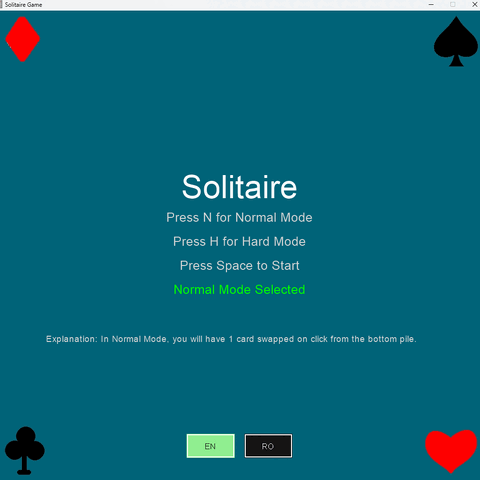 Solitaire Game
Solitaire
Press N for Normal Mode
Press H for Hard Mode
Press Space to Start
Normal Mode Selected
Explanation: In Normal Mode, you will have 1 card swapped on click from the bottom pile.
EN RO